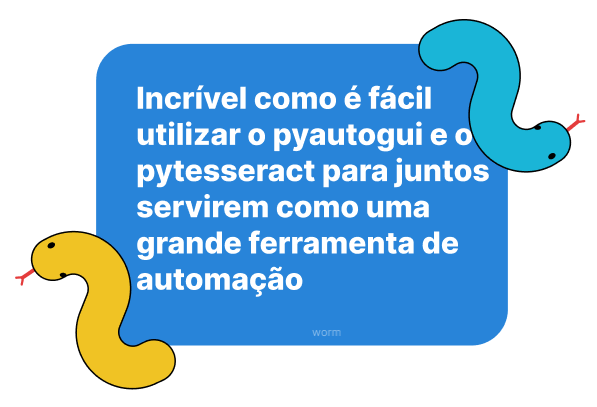 Incrível como é fácil
utilizar o pyautogui e o
pytesseract para juntos
servirem como uma
grande ferramenta de
automação
worm